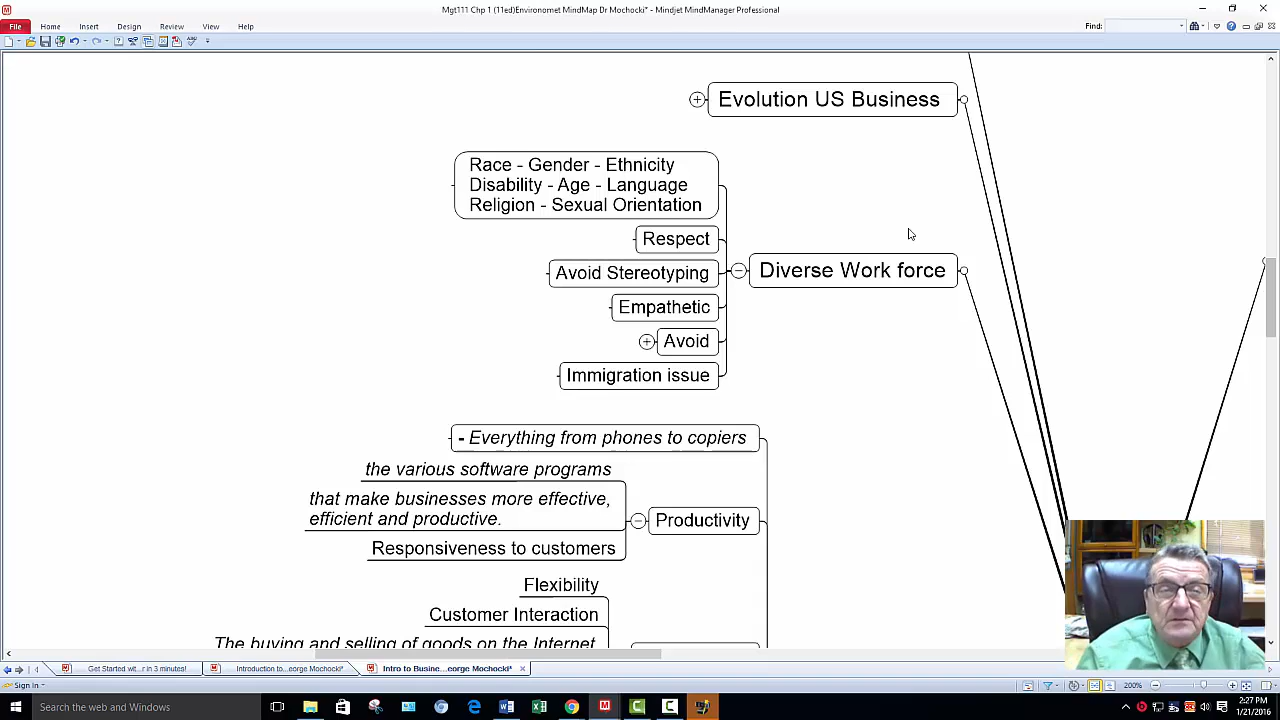 Mgt111 Chp 1 (11ed)Environomet MindMap Dr Mochocki* - Mindjet MindManager Professional
File Home Insert Design Review View Find:
Evolution US Business
Race - Gender - Ethnicity
Disability - Age - Language
Religion - Sexual Orientation
Respect
Avoid Stereotyping
Diverse Work force
Empathetic
Avoid
Immigration issue
- Everything from phones to copiers
the various software programs
that make businesses more effective,
efficient and productive.
Productivity
Responsiveness to customers
Flexibility
Customer Interaction
The buying and selling of goods on the Internet
Get Started wit...r in 3 minutes! Introduction to...eorge Mochocki* Intro to Busine...eorge Mochocki*
Sign In 200%
Search the web and Windows
2:27 PM
1/21/2016